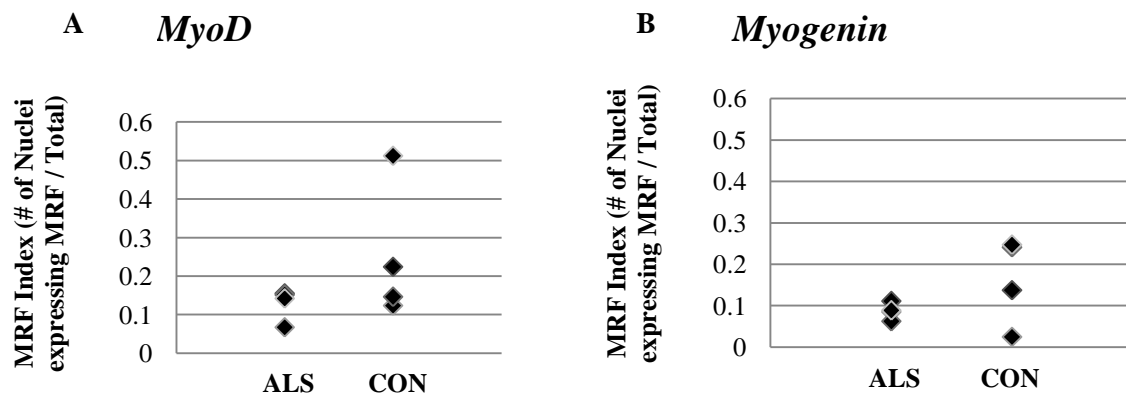 A MyoD
MRF Index (# of Nuclei
expressing MRF / Total)
0.6
0.5
0.4
0.3
0.2
0.1
0
ALS CON
B Myogenin
MRF Index (# of Nuclei
expressing MRF / Total)
0.6
0.5
0.4
0.3
0.2
0.1
0
ALS CON